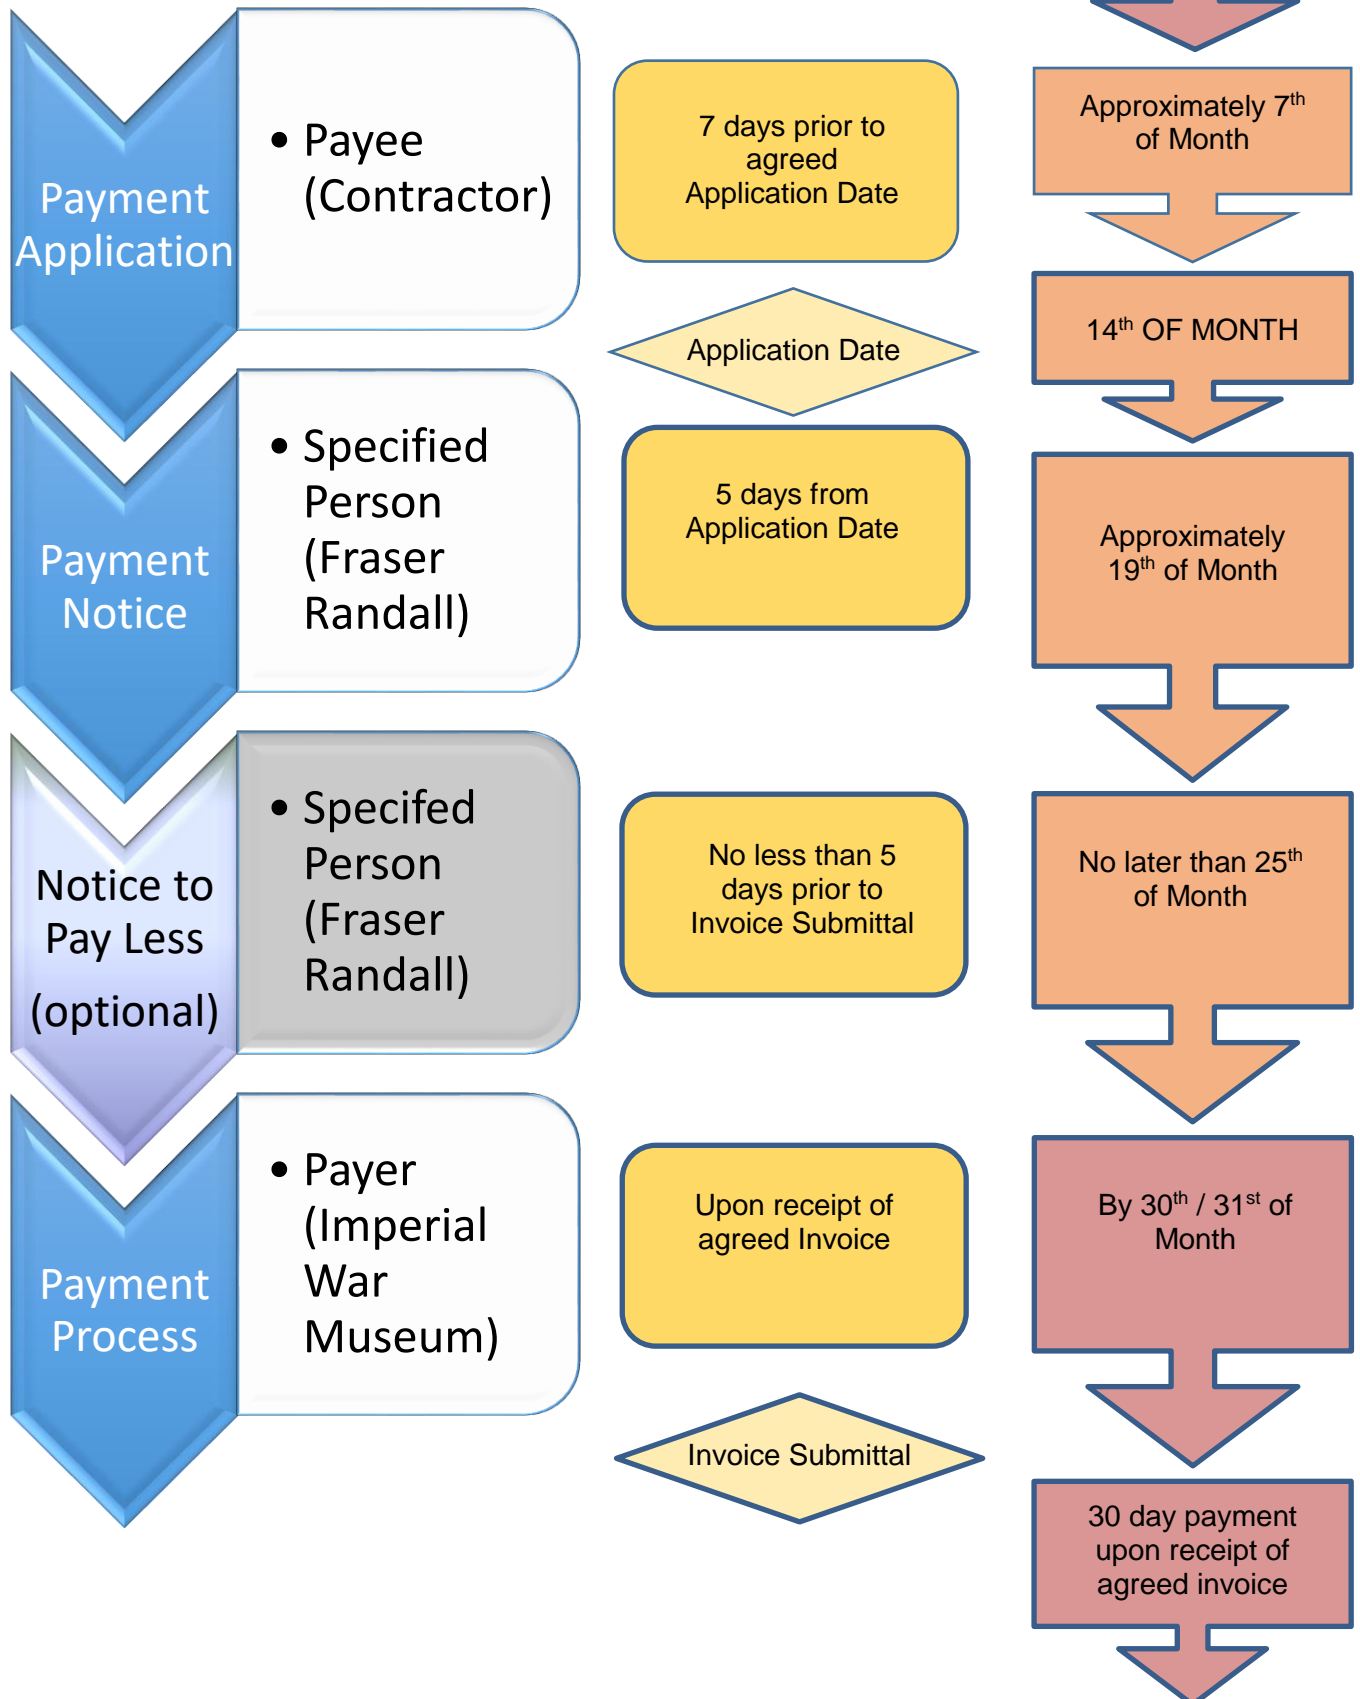 Payment
Application
• Payee
(Contractor)
7 days prior to
agreed
Application Date
Approximately 7th
of Month
Application Date
14th OF MONTH
Payment
Notice
• Specified
Person
(Fraser
Randall)
5 days from
Application Date
Approximately
19th of Month
Notice to
Pay Less
(optional)
• Specifed
Person
(Fraser
Randall)
No less than 5
days prior to
Invoice Submittal
No later than 25th
of Month
Payment
Process
• Payer
(Imperial
War
Museum)
Upon receipt of
agreed Invoice
By 30th / 31st of
Month
Invoice Submittal
30 day payment
upon receipt of
agreed invoice